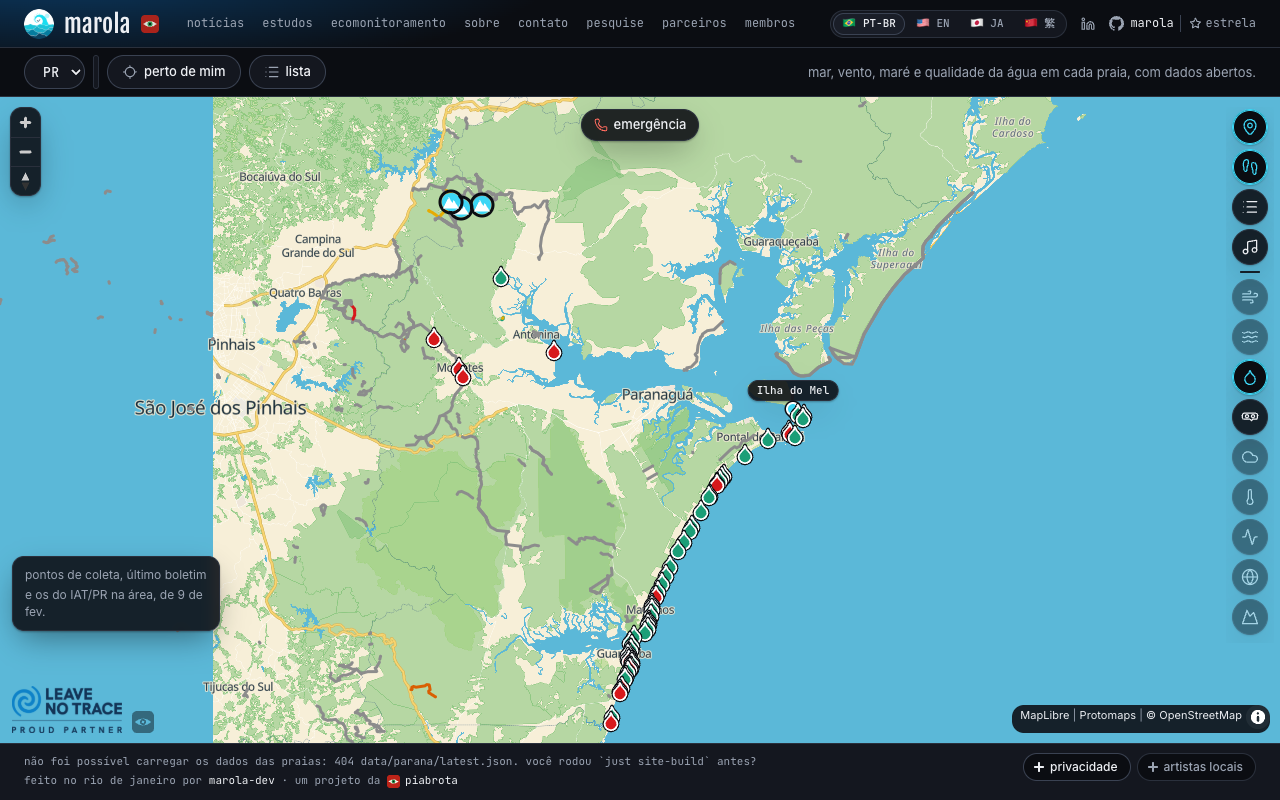 marola
notícias estudos ecomonitoramento sobre contato pesquise parceiros membros
PT-BR EN JA 繁
marola
estrela
PR
perto de mim
lista
mar, vento, maré e qualidade da água em cada praia, com dados abertos.
emergência
Ilha do
Cardoso
Bocaiúva do Sul
Campina
Grande do Sul
Guaraqueçaba
Ilha do
Superagui
Quatro Barras
Ilha das Peças
Antonina
Pinhais
Ilha do Mel
Paranaguá
São José dos Pinhais
pontos de coleta, último boletim
e os do IAT/PR na área, de 9 de
fev.
Tijucas do Sul
LEAVE
NO TRACE
PROUD PARTNER
MapLibre | Protomaps | © OpenStreetMap
não foi possível carregar os dados das praias: 404 data/parana/latest.json. você rodou `just site-build` antes?
feito no rio de janeiro por marola-dev · um projeto da piabrota
privacidade
artistas locais